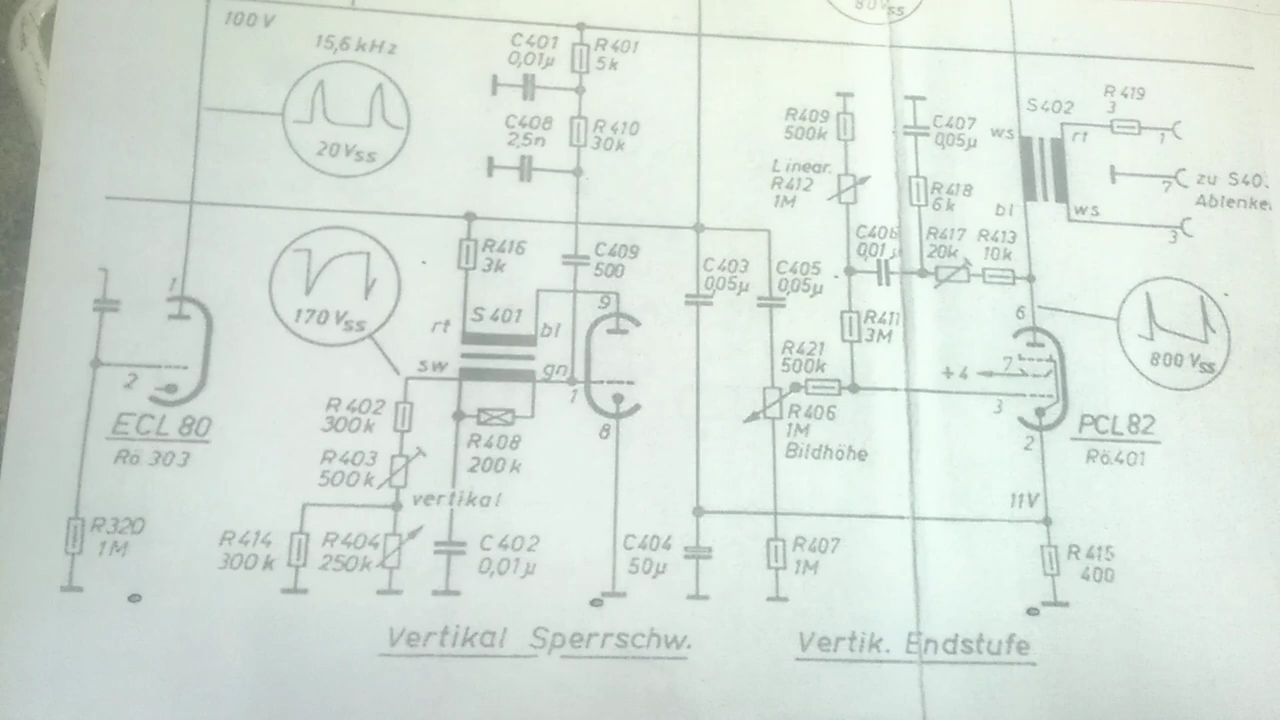 80 Vss
100 V
15,6 kHz
20 Vss
C401
0,01µ
R401
5k
C408
2,5n
R410
30k
R409
500k
Linear.
R412
1M
C407
0,05µ
R418
6k
S402
ws
rt
bl
ws
R419
3
1
7
3
zu S40
Ablenke
170 Vss
R416
3k
C409
500
C403
0,05µ
C405
0,05µ
C406
0,01
R417
20k
R413
10k
R411
3M
S401
rt
bl
sw
gn
9
1
8
1
2
ECL 80
Rö 303
R402
300k
R403
500k
vertikal
R408
200k
R421
500k
R406
1M
Bildhöhe
6
7
+4
3
2
800 Vss
PCL82
Rö.401
11V
R320
1M
R414
300k
R404
250k
C402
0,01µ
C404
50µ
R407
1M
R415
400
Vertikal Sperrschw.
Vertik. Endstufe